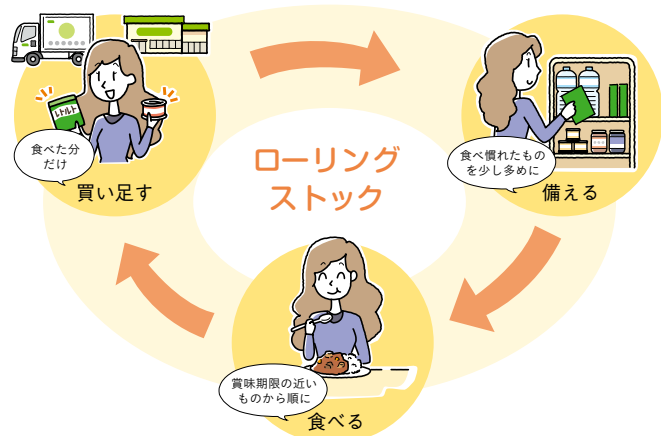 ローリング
ストック
レトルト
食べた分
だけ
買い足す
食べ慣れたもの
を少し多めに
備える
賞味期限の近い
ものから順に
食べる